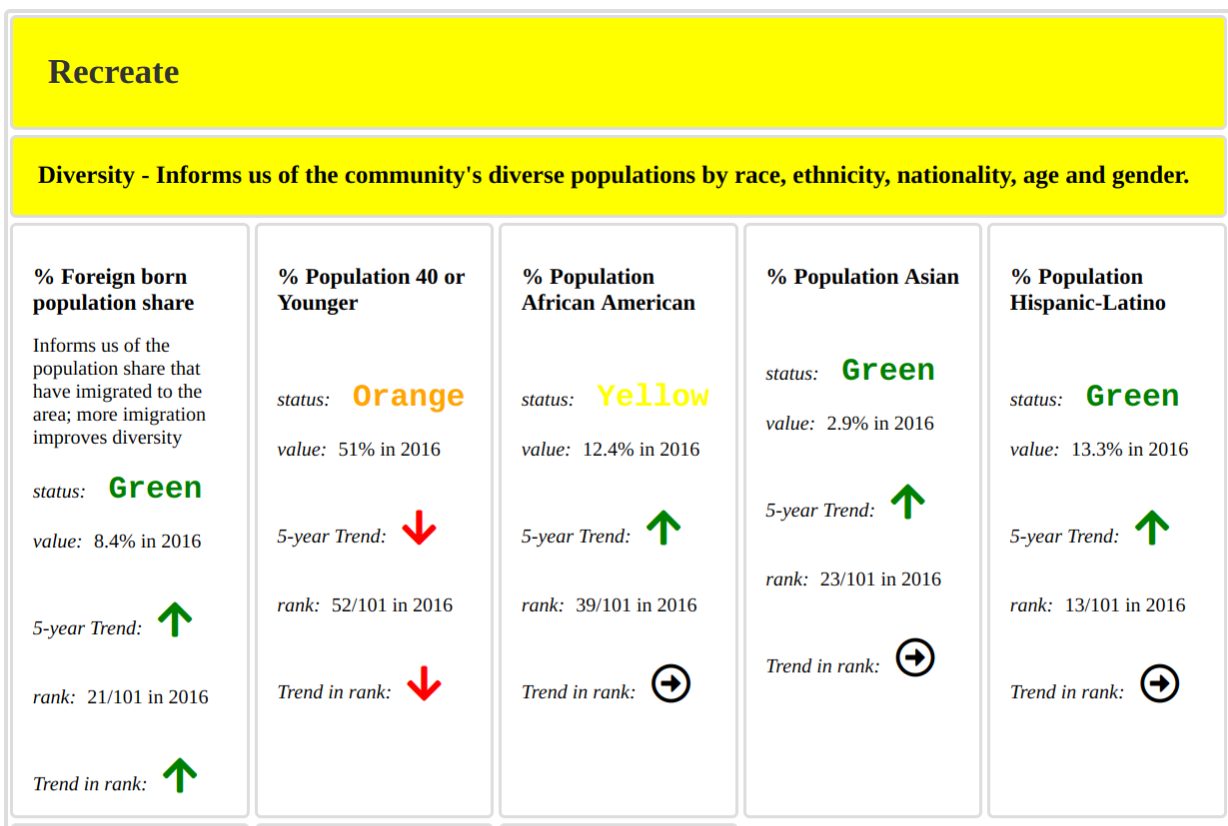 Recreate
Diversity - Informs us of the community's diverse populations by race, ethnicity, nationality, age and gender.
% Foreign born
population share
Informs us of the
population share that
have imigrated to the
area; more imigration
improves diversity
status: Green
value: 8.4% in 2016
5-year Trend:
rank: 21/101 in 2016
Trend in rank:
% Population 40 or
Younger
status: Orange
value: 51% in 2016
5-year Trend:
rank: 52/101 in 2016
Trend in rank:
% Population
African American
status: Yellow
value: 12.4% in 2016
5-year Trend:
rank: 39/101 in 2016
Trend in rank:
% Population Asian
status: Green
value: 2.9% in 2016
5-year Trend:
rank: 23/101 in 2016
Trend in rank:
% Population
Hispanic-Latino
status: Green
value: 13.3% in 2016
5-year Trend:
rank: 13/101 in 2016
Trend in rank: